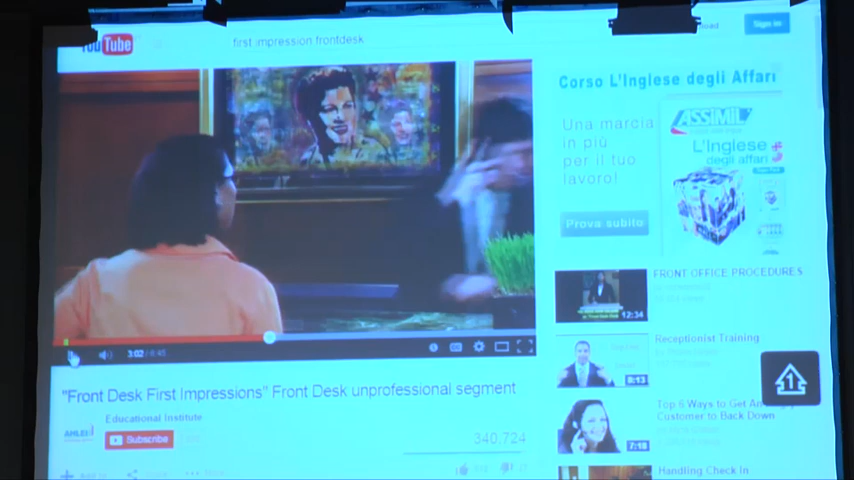 YouTube
first impression frontdesk
Sign in
Corso L'Inglese degli Affari
Una marcia
in più
per il tuo
lavoro!
Prova subito
ASSIMIL
L'Inglese
degli affari
3:02 / 6:45
"Front Desk First Impressions" Front Desk unprofessional segment
Educational Institute
Subscribe
340,724
FRONT OFFICE PROCEDURES
12:34
Receptionist Training
8:13
Top 6 Ways to Get An
Customer to Back Down
7:18
Handling Check In
1